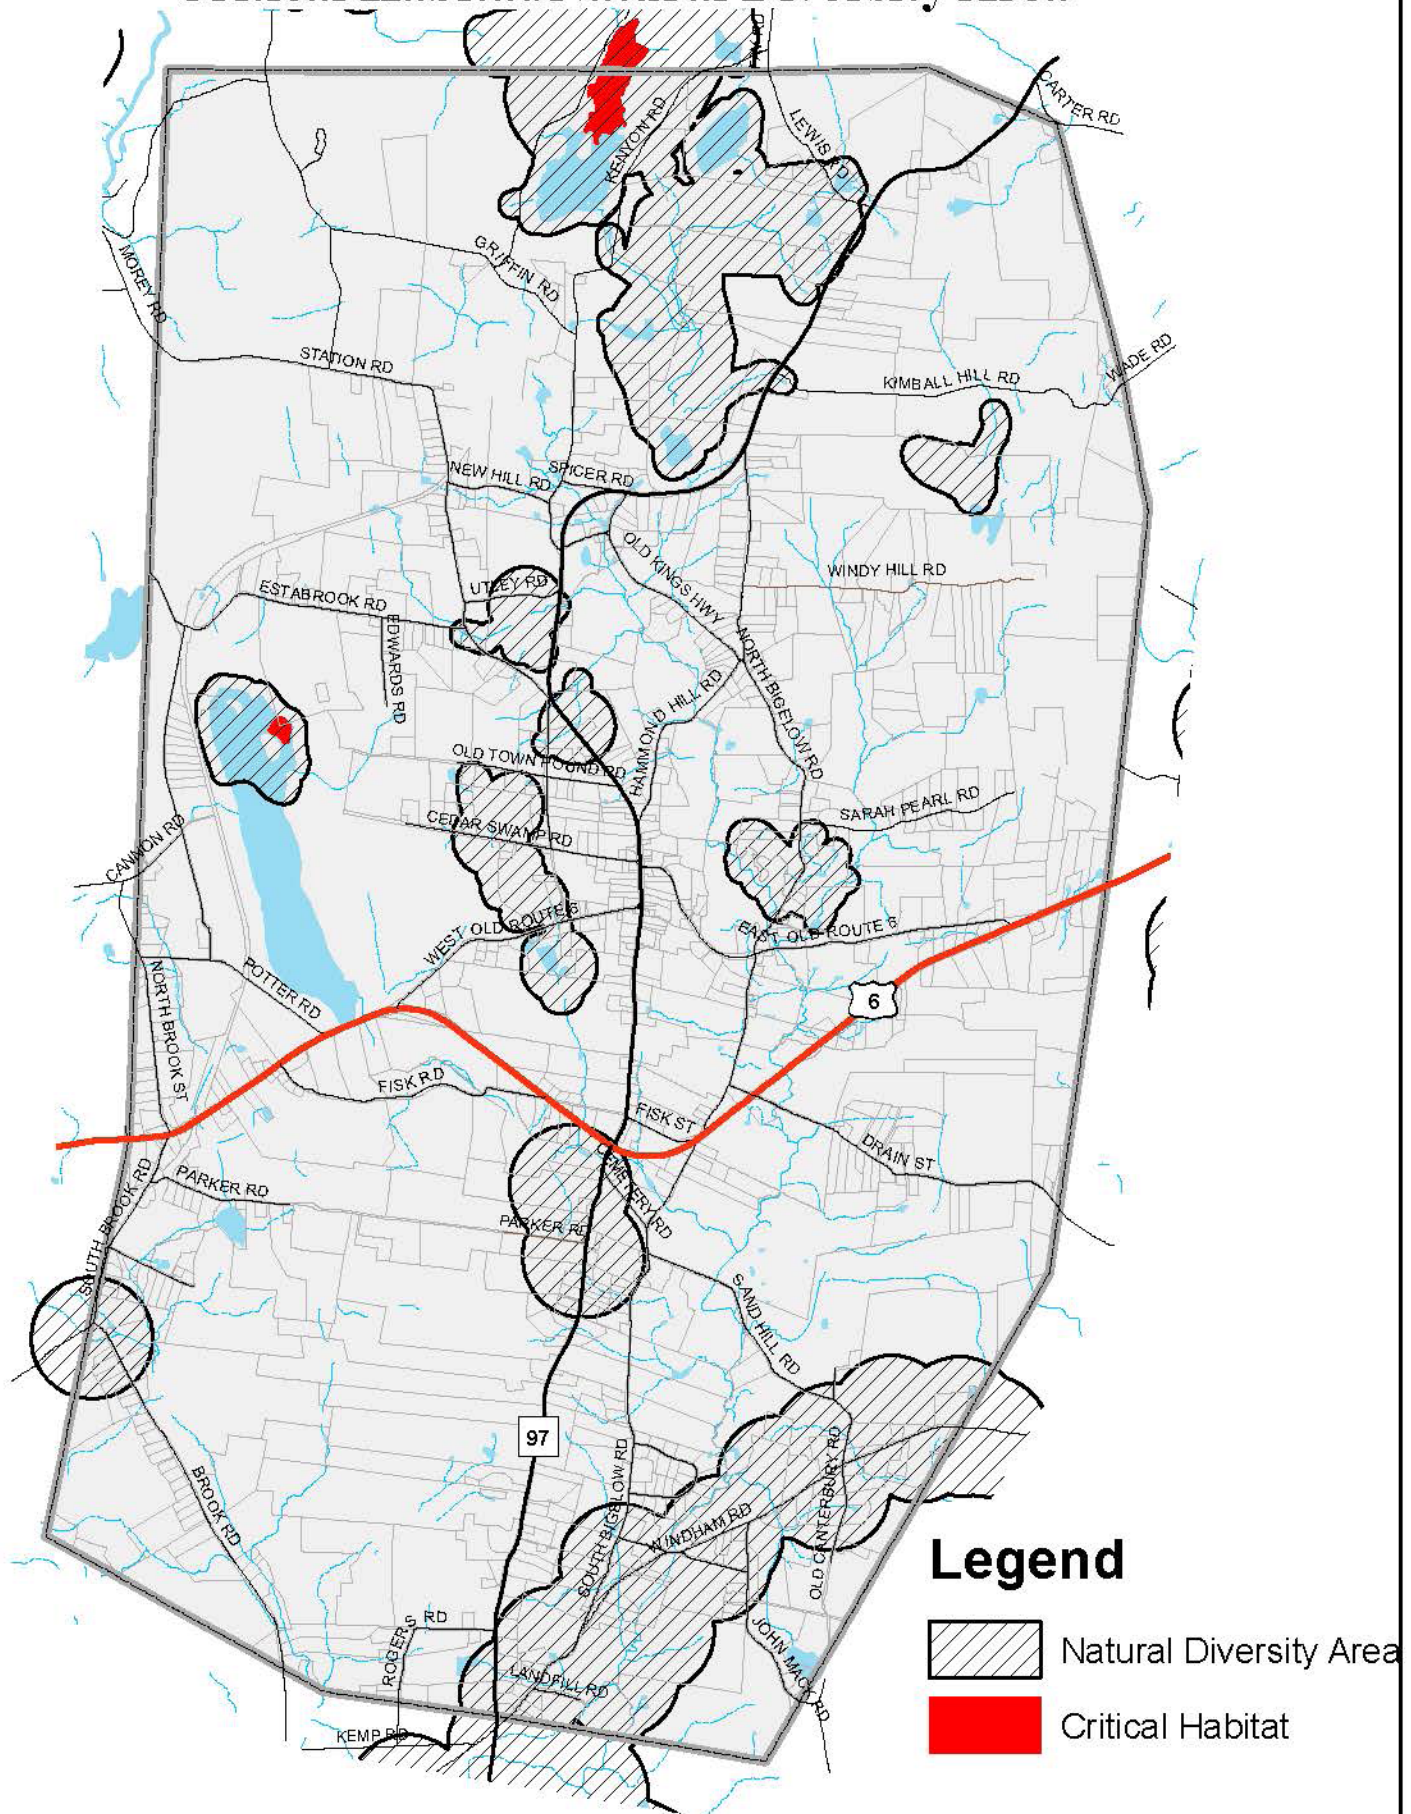 CARTER RD
LEWIS RD
KENYON RD
GRIFFIN RD
MOREY RD
STATION RD
WADE RD
KIMBALL HILL RD
NEW HILL RD
SPICER RD
OLD KINGS HWY
WINDY HILL RD
UTLEY RD
ESTABROOK RD
EDWARDS RD
NORTH BIGELOW RD
HAMMOND HILL RD
OLD TOWN POUND RD
SARAH PEARL RD
CEDAR SWAMP RD
CANNON RD
WEST OLD ROUTE 6
EAST OLD ROUTE 6
POTTER RD
NORTH BROOK ST
6
FISK RD
FISK ST
DRAIN ST
CEMETERY RD
SOUTH BROOK RD
PARKER RD
PARKER RD
SAND HILL RD
97
SOUTH BIGELOW RD
OLD CANTERBURY RD
BROOK RD
WINDHAM RD
ROGERS RD
JOHN MACK RD
LANDFILL RD
KEMP RD
Legend
Natural Diversity Area
Critical Habitat